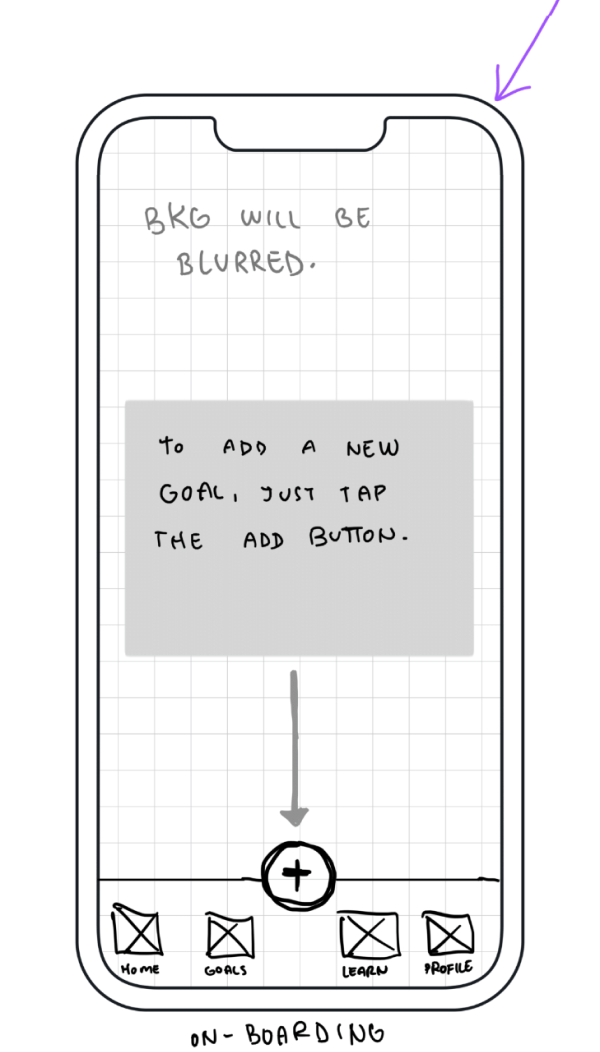 BKG WILL BE
BLURRED.
To ADD A NEW
GOAL, JUST TAP
THE ADD BUTTON.
+
HOME GOALS LEARN PROFILE
ON-BOARDING